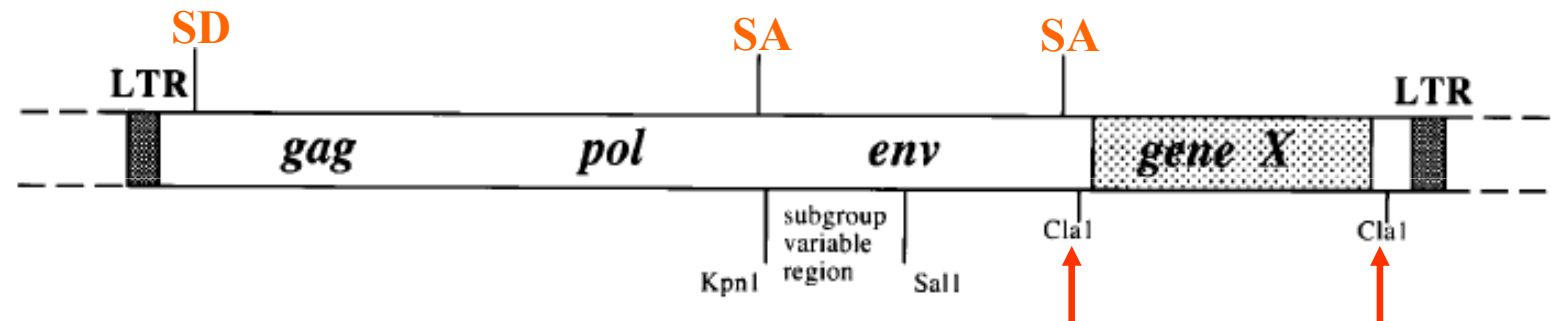 SD SA SA
LTR LTR
gag pol env gene X
subgroup
variable
region
Kpn1 Sal1
Cla1 Cla1